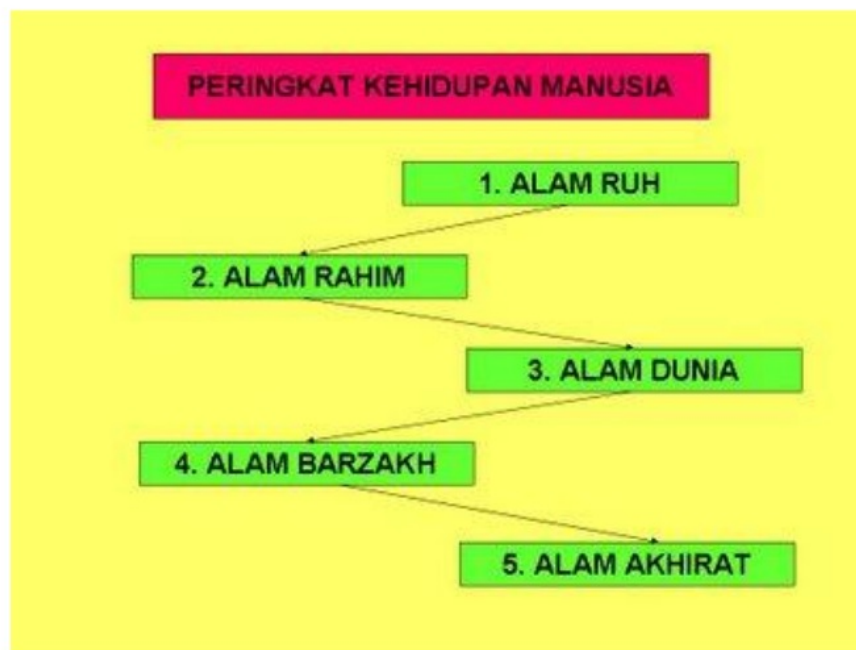 PERINGKAT KEHIDUPAN MANUSIA
1. ALAM RUH
2. ALAM RAHIM
3. ALAM DUNIA
4. ALAM BARZAKH
5. ALAM AKHIRAT